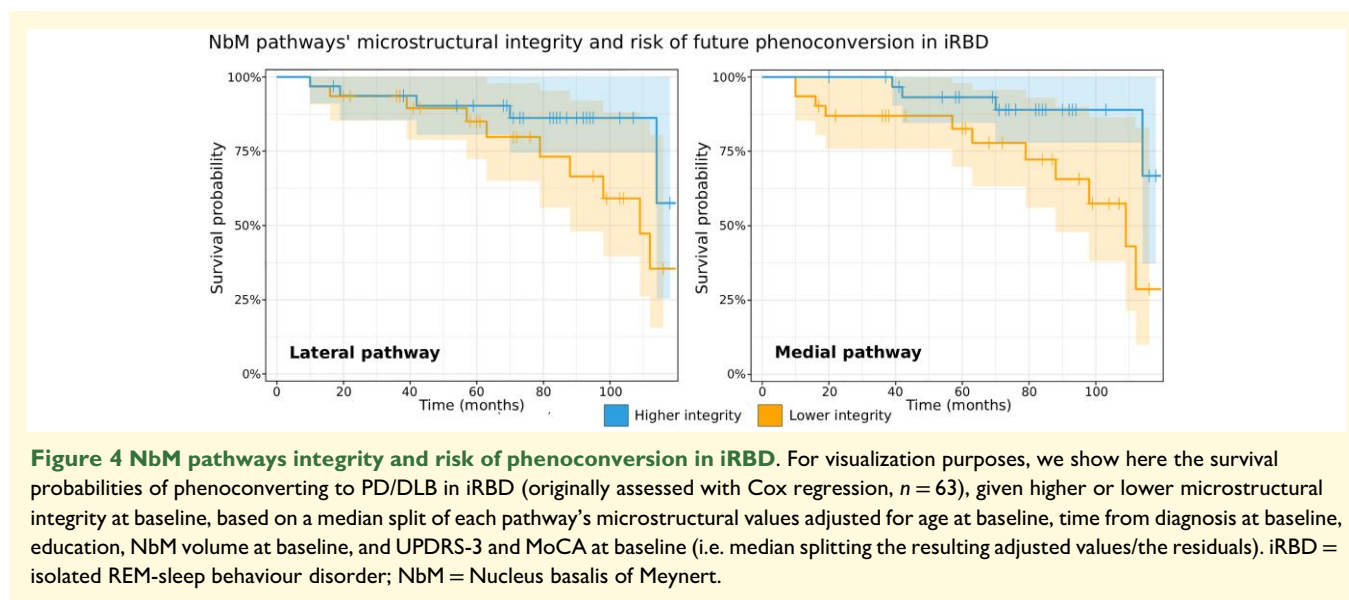 NbM pathways' microstructural integrity and risk of future phenoconversion in iRBD
100%
75%
50%
25%
0%
Survival probability
Lateral pathway
0 20 40 60 80 100
Time (months)
100%
75%
50%
25%
0%
Survival probability
Medial pathway
0 20 40 60 80 100
Time (months)
Higher integrity Lower integrity
Figure 4 NbM pathways integrity and risk of phenoconversion in iRBD. For visualization purposes, we show here the survival
probabilities of phenoconverting to PD/DLB in iRBD (originally assessed with Cox regression, n = 63), given higher or lower microstructural
integrity at baseline, based on a median split of each pathway's microstructural values adjusted for age at baseline, time from diagnosis at baseline,
education, NbM volume at baseline, and UPDRS-3 and MoCA at baseline (i.e. median splitting the resulting adjusted values/the residuals). iRBD =
isolated REM-sleep behaviour disorder; NbM = Nucleus basalis of Meynert.